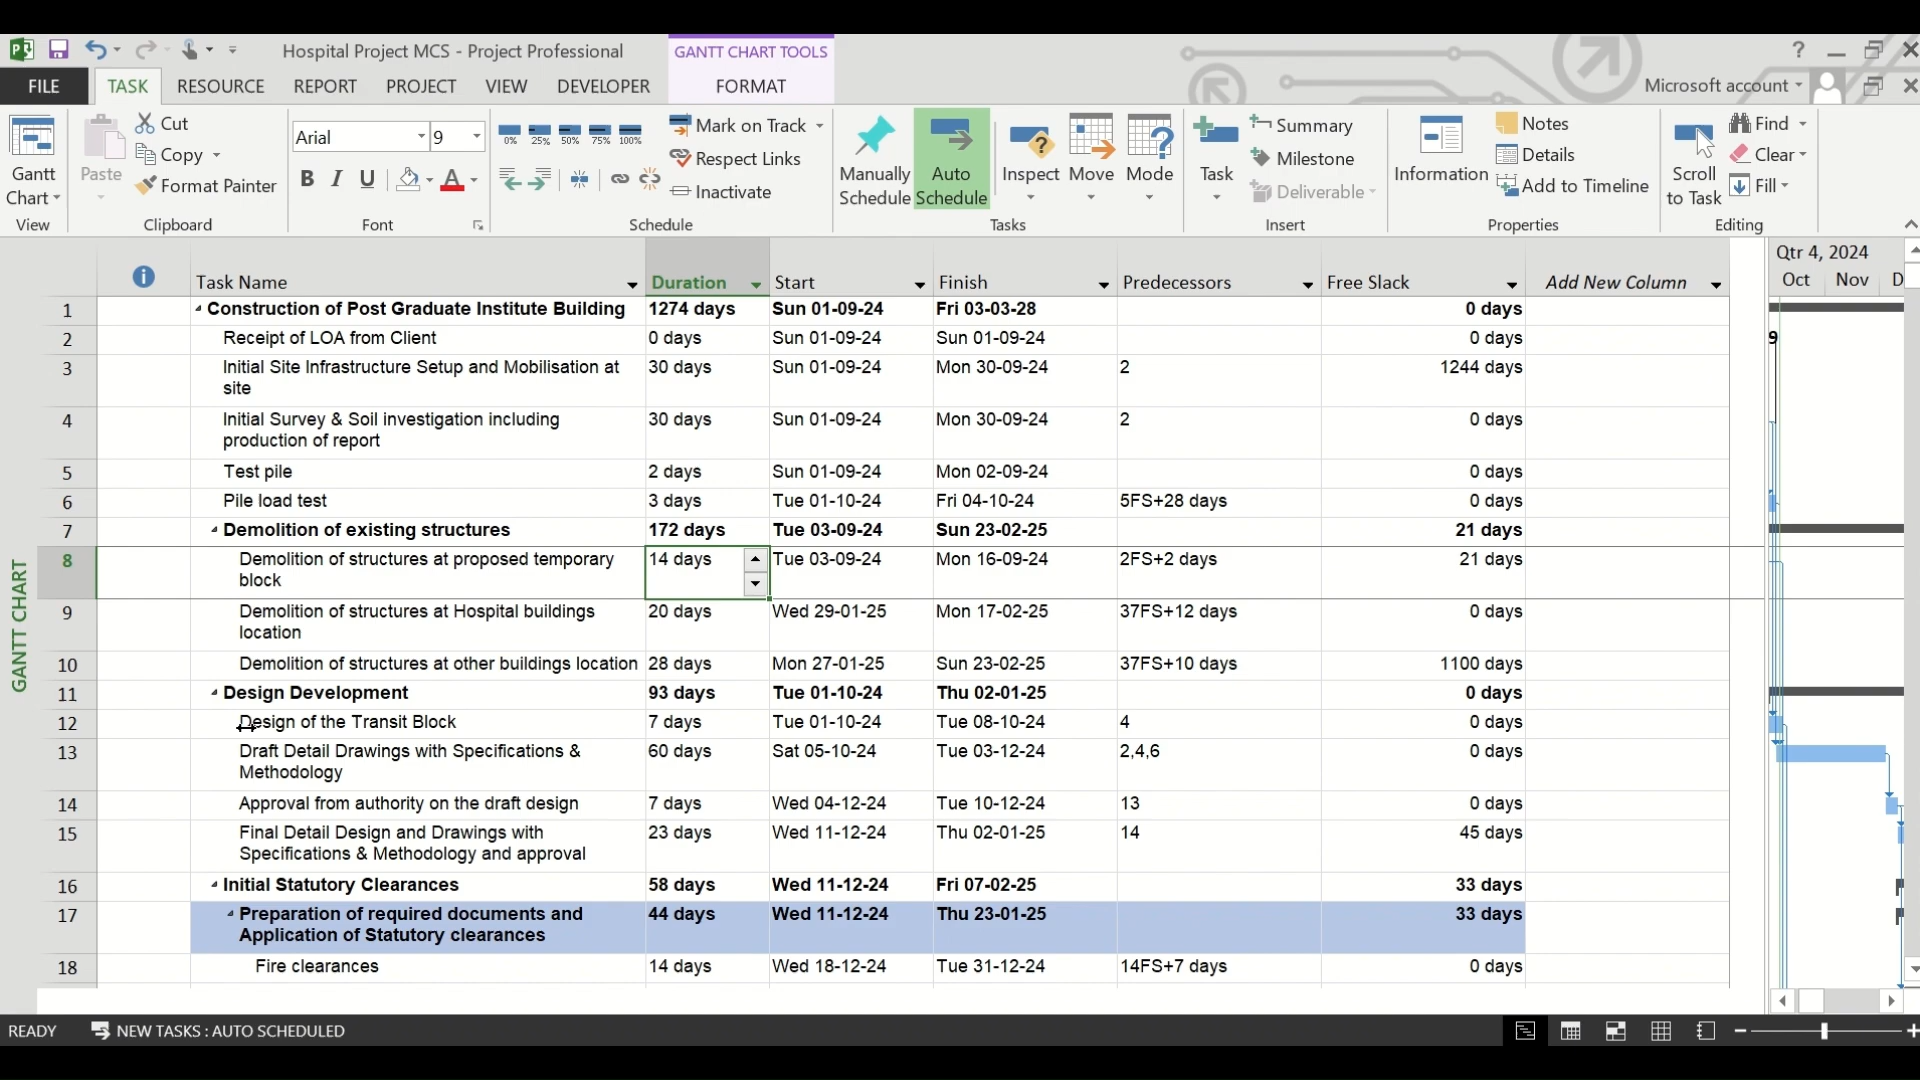 Hospital Project MCS - Project Professional
GANTT CHART TOOLS
?
FILE TASK RESOURCE REPORT PROJECT VIEW DEVELOPER FORMAT
Microsoft account
Gantt Chart
View
Paste
Cut
Copy
Format Painter
Clipboard
Arial 9
B I U A
Font
0% 25% 50% 75% 100%
Mark on Track
Respect Links
Inactivate
Schedule
Manually Schedule
Auto Schedule
Inspect Move Mode
Tasks
Task
Summary
Milestone
Deliverable
Insert
Information
Notes
Details
Add to Timeline
Properties
Scroll to Task
Find
Clear
Fill
Editing
Task Name Duration Start Finish Predecessors Free Slack Add New Column
Qtr 4, 2024
Oct Nov D
1 Construction of Post Graduate Institute Building 1274 days Sun 01-09-24 Fri 03-03-28 0 days
2 Receipt of LOA from Client 0 days Sun 01-09-24 Sun 01-09-24 0 days
9
3 Initial Site Infrastructure Setup and Mobilisation at 30 days Sun 01-09-24 Mon 30-09-24 2 1244 days
site
4 Initial Survey & Soil investigation including 30 days Sun 01-09-24 Mon 30-09-24 2 0 days
production of report
5 Test pile 2 days Sun 01-09-24 Mon 02-09-24 0 days
6 Pile load test 3 days Tue 01-10-24 Fri 04-10-24 5FS+28 days 0 days
7 Demolition of existing structures 172 days Tue 03-09-24 Sun 23-02-25 21 days
8 Demolition of structures at proposed temporary 14 days Tue 03-09-24 Mon 16-09-24 2FS+2 days 21 days
block
9 Demolition of structures at Hospital buildings 20 days Wed 29-01-25 Mon 17-02-25 37FS+12 days 0 days
location
10 Demolition of structures at other buildings location 28 days Mon 27-01-25 Sun 23-02-25 37FS+10 days 1100 days
11 Design Development 93 days Tue 01-10-24 Thu 02-01-25 0 days
12 Design of the Transit Block 7 days Tue 01-10-24 Tue 08-10-24 4 0 days
13 Draft Detail Drawings with Specifications & 60 days Sat 05-10-24 Tue 03-12-24 2,4,6 0 days
Methodology
14 Approval from authority on the draft design 7 days Wed 04-12-24 Tue 10-12-24 13 0 days
15 Final Detail Design and Drawings with 23 days Wed 11-12-24 Thu 02-01-25 14 45 days
Specifications & Methodology and approval
16 Initial Statutory Clearances 58 days Wed 11-12-24 Fri 07-02-25 33 days
17 Preparation of required documents and 44 days Wed 11-12-24 Thu 23-01-25 33 days
Application of Statutory clearances
18 Fire clearances 14 days Wed 18-12-24 Tue 31-12-24 14FS+7 days 0 days
GANTT CHART
READY NEW TASKS : AUTO SCHEDULED